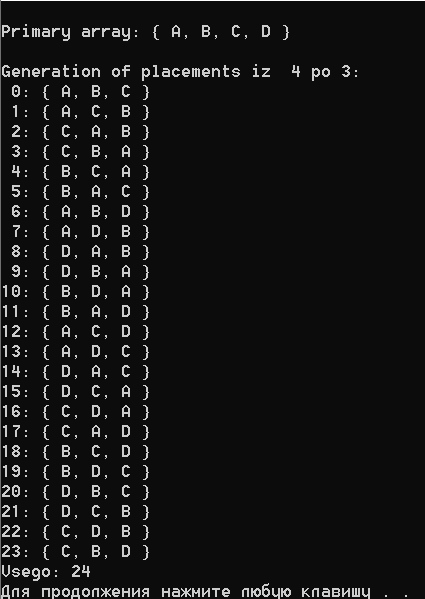 Primary array: { A, B, C, D }
Generation of placements iz  4 po 3:
 0: { A, B, C }
 1: { A, C, B }
 2: { C, A, B }
 3: { C, B, A }
 4: { B, C, A }
 5: { B, A, C }
 6: { A, B, D }
 7: { A, D, B }
 8: { D, A, B }
 9: { D, B, A }
10: { B, D, A }
11: { B, A, D }
12: { A, C, D }
13: { A, D, C }
14: { D, A, C }
15: { D, C, A }
16: { C, D, A }
17: { C, A, D }
18: { B, C, D }
19: { B, D, C }
20: { D, B, C }
21: { D, C, B }
22: { C, D, B }
23: { C, B, D }
Vsego: 24
Для продолжения нажмите любую клавишу . .